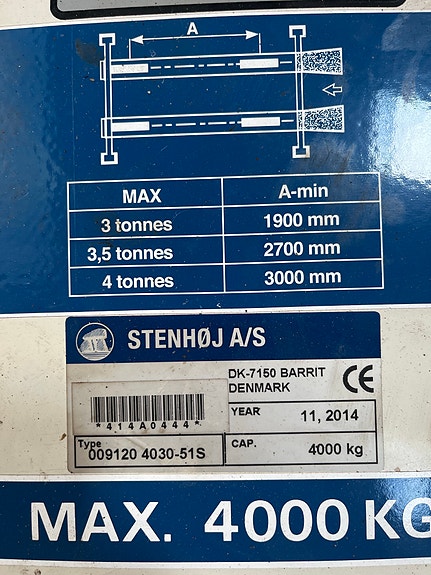 A
MAX A-min
3 tonnes 1900 mm
3,5 tonnes 2700 mm
4 tonnes 3000 mm
STENHØJ A/S
DK-7150 BARRIT
DENMARK
CE
*414A0444*
YEAR 11, 2014
Type
009120 4030-51S
CAP. 4000 kg
MAX. 4000 KG